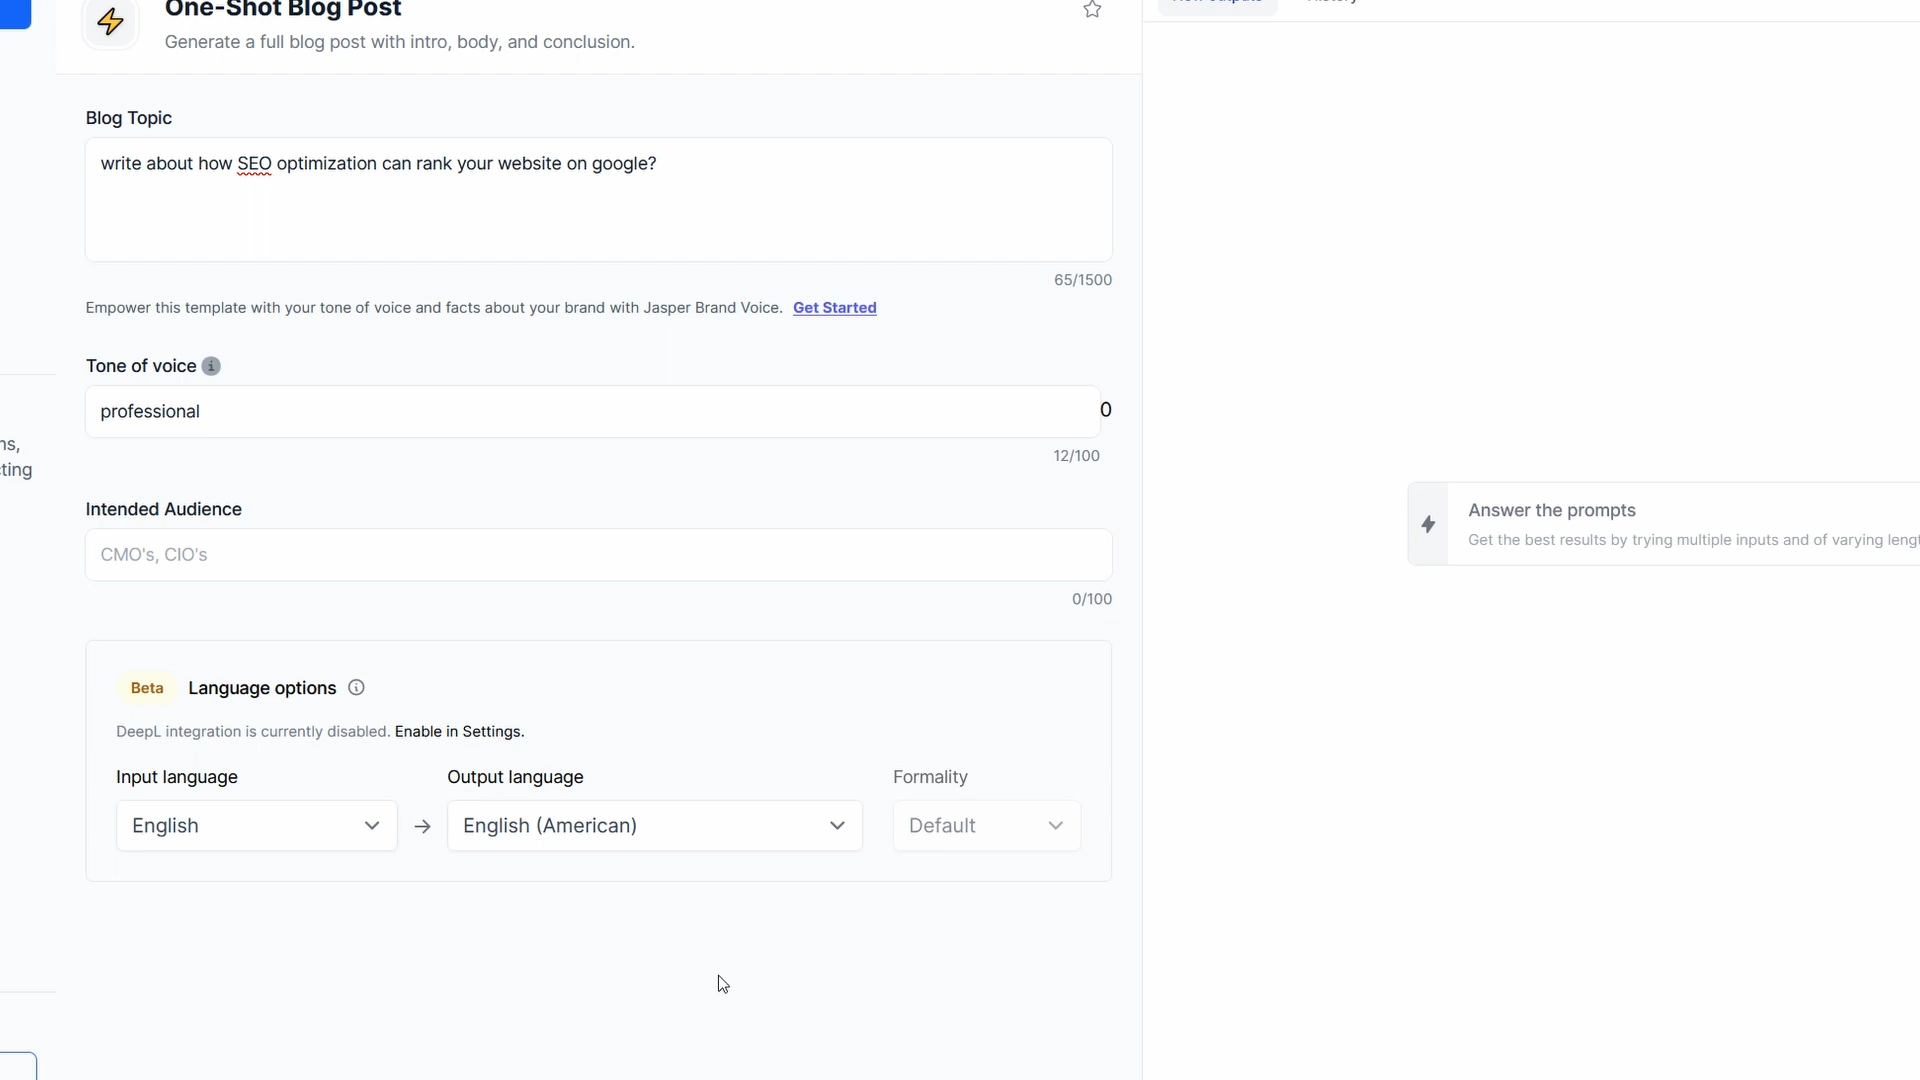 One-Shot Blog Post
Generate a full blog post with intro, body, and conclusion.
Blog Topic
write about how SEO optimization can rank your website on google?
65/1500
Empower this template with your tone of voice and facts about your brand with Jasper Brand Voice. Get Started
Tone of voice
professional
0
12/100
Intended Audience
CMO's, CIO's
0/100
Beta Language options
DeepL integration is currently disabled. Enable in Settings.
Input language
Output language
Formality
English
English (American)
Default
ns,
cting
Answer the prompts
Get the best results by trying multiple inputs and of varying